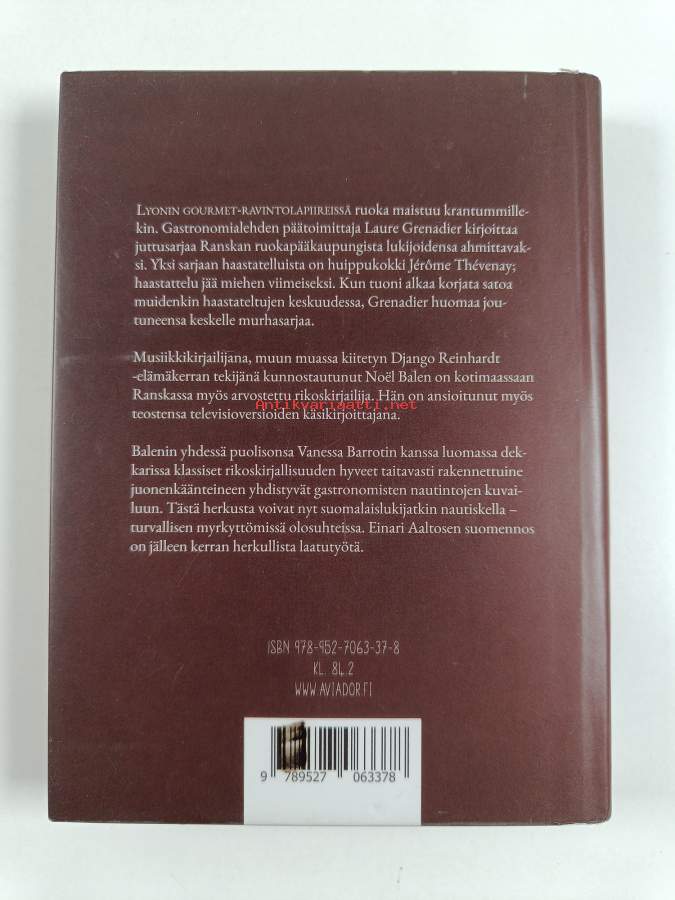 LYONIN GOURMET-RAVINTOLAPIIREISSÄ ruoka maistuu krantummille-
kin. Gastronomialehden päätoimittaja Laure Grenadier kirjoittaa
juttusarjaa Ranskan ruokapääkaupungista lukijoidensa ahmittavak-
si. Yksi sarjaan haastatelluista on huippukokki Jérôme Thévenay;
haastattelu jää miehen viimeiseksi. Kun tuoni alkaa korjata satoa
muidenkin haastateltujen keskuudessa, Grenadier huomaa jou-
tuneensa keskelle murhasarjaa.
Musiikkikirjailijana, muun muassa kiitetyn Django Reinhardt
-elämäkerran tekijänä kunnostautunut Noël Balen on kotimaassaan
Ranskassa myös arvostettu rikoskirjailija. Hän on ansioitunut myös
teostensa televisioversioiden käsikirjoittajana.
Antikvariaatti.net
Balenin yhdessä puolisonsa Vanessa Barrotin kanssa luomassa dek-
karissa klassiset rikoskirjallisuuden hyveet taitavasti rakennettuine
juonenkäänteineen yhdistyvät gastronomisten nautintojen kuvai-
luun. Tästä herkusta voivat nyt suomalaislukijatkin nautiskella –
turvallisen myrkyttömissä olosuhteissa. Einari Aaltosen suomennos
on jälleen kerran herkullista laatutyötä.
ISBN 978-952-7063-37-8
KL. 84.2
WWW.AVIADOR.FI
9 789527 063378